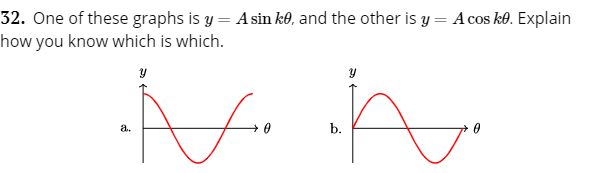 32. One of these graphs is y = A sin kθ, and the other is y = A cos kθ. Explain
how you know which is which.
y
y
a.
θ
b.
θ